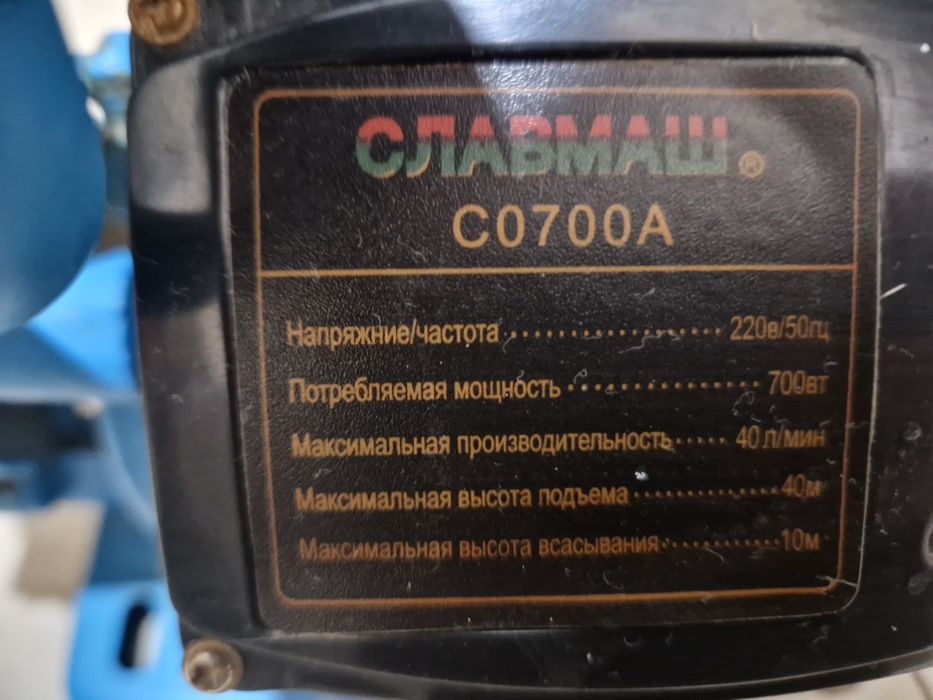 СЛАВМАШ®
C0700A
Напряжние/частота ........................ 220в/50гц
Потребляемая мощность .................. 700вт
Максимальная производительность ..... 40 л/мин
Максимальная высота подъема ............... 40м
Максимальная высота всасывания ........... 10м